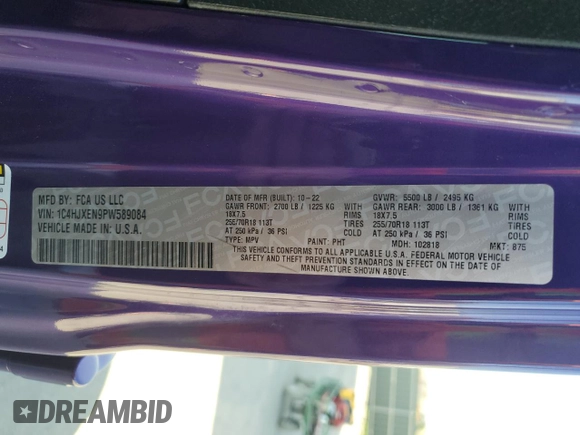 MFD BY: FCA US LLC
VIN: 1C4HJXEN9PW589084
VEHICLE MADE IN: U.S.A.
DATE OF MFR (BUILT): 10-22
GAWR FRONT: 2700 LB / 1225 KG WITH
18X7.5 RIMS
255/70R18 113T TIRES
AT 250 kPa / 36 PSI COLD
GVWR: 5500 LB / 2495 KG
GAWR REAR: 3000 LB / 1361 KG WITH
18X7.5 RIMS
255/70R18 113T TIRES
AT 250 kPa / 36 PSI COLD
TYPE: MPV PAINT: PHT MDH: 102818 MKT: 875
THIS VEHICLE CONFORMS TO ALL APPLICABLE U.S.A. FEDERAL MOTOR VEHICLE
SAFETY AND THEFT PREVENTION STANDARDS IN EFFECT ON THE DATE OF
MANUFACTURE SHOWN ABOVE.
DREAMBID